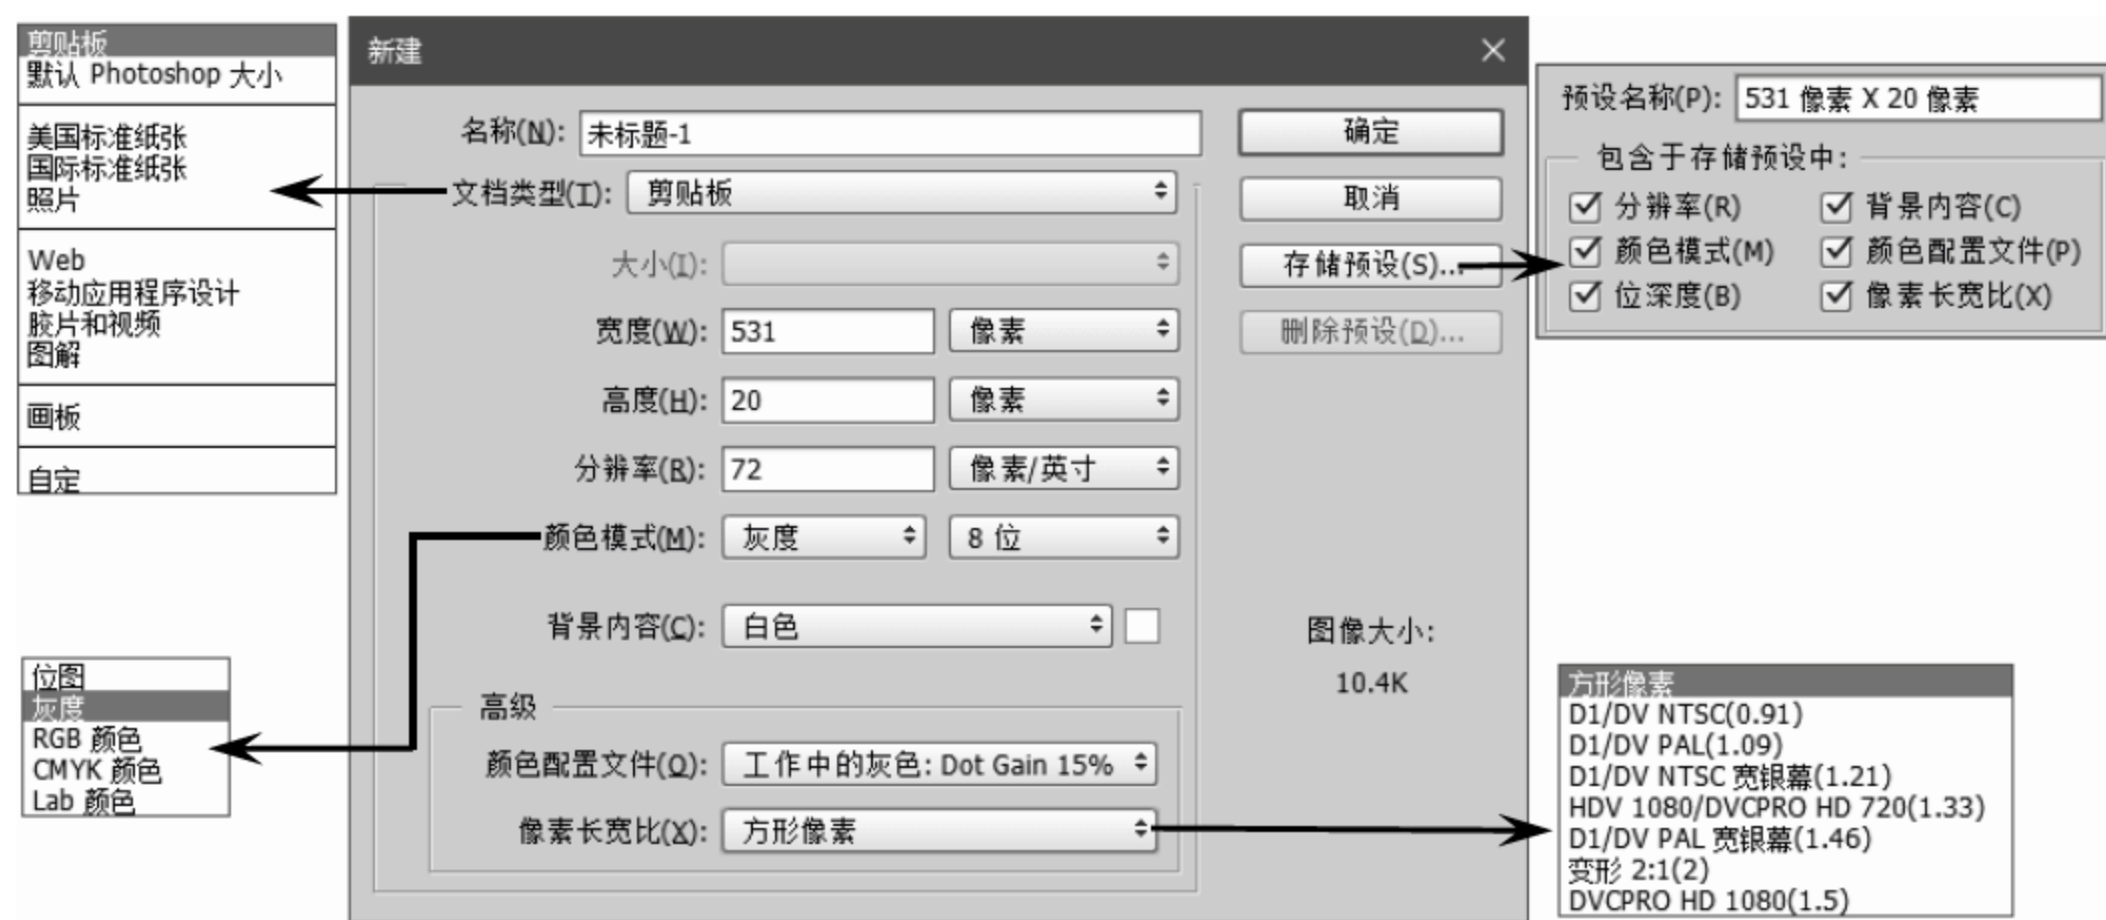 剪贴板
默认 Photoshop 大小
美国标准纸张
国际标准纸张
照片
Web
移动应用程序设计
胶片和视频
图解
画板
自定
新建
名称(N): 未标题-1
文档类型(T): 剪贴板
大小(I):
宽度(W): 531 像素
高度(H): 20 像素
分辨率(R): 72 像素/英寸
颜色模式(M): 灰度 8 位
背景内容(C): 白色
高级
颜色配置文件(O): 工作中的灰色: Dot Gain 15%
像素长宽比(X): 方形像素
确定
取消
存储预设(S)...
删除预设(D)...
图像大小:
10.4K
预设名称(P): 531 像素 X 20 像素
包含于存储预设中:
分辨率(R) 背景内容(C)
颜色模式(M) 颜色配置文件(P)
位深度(B) 像素长宽比(X)
位图
灰度
RGB 颜色
CMYK 颜色
Lab 颜色
方形像素
D1/DV NTSC(0.91)
D1/DV PAL(1.09)
D1/DV NTSC 宽银幕(1.21)
HDV 1080/DVCPRO HD 720(1.33)
D1/DV PAL 宽银幕(1.46)
变形 2:1(2)
DVCPRO HD 1080(1.5)